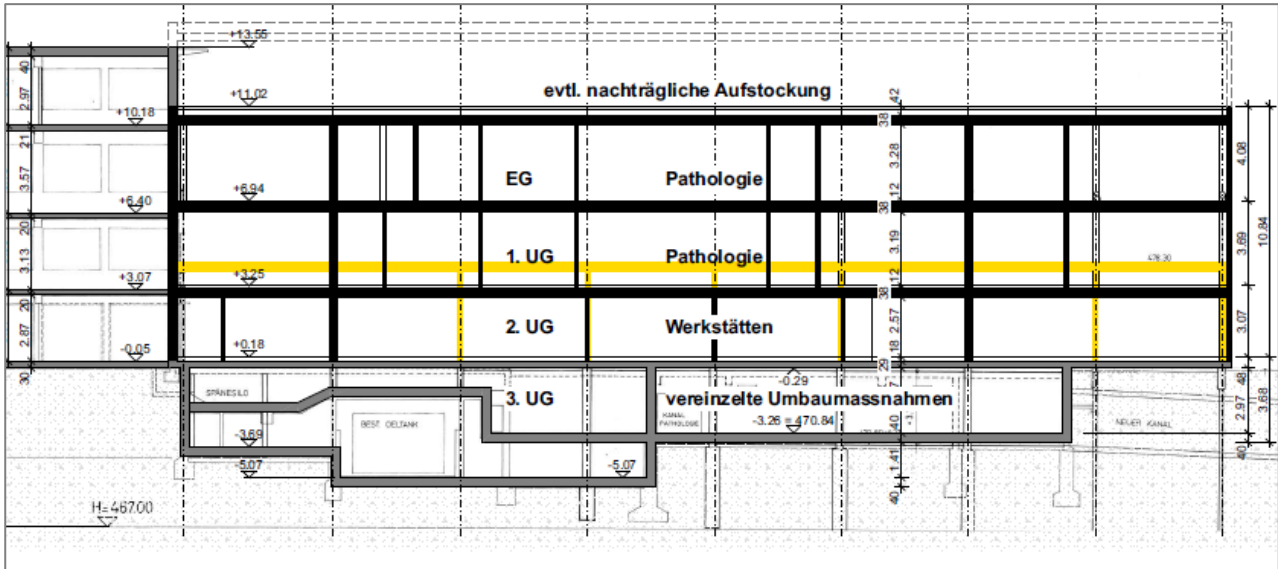 +13.55
40
2.97
+11.02
evtl. nachträgliche Aufstockung
42
+10.18
38
21
3.57
3.28
4.08
EG
Pathologie
+6.94
12
+6.40
38
20
3.13
3.19
3.69
10.84
1. UG
Pathologie
478.30
+3.25
12
+3.07
38
20
2.87
2.57
3.07
2. UG
Werkstätten
+0.18
18
-0.05
29
30
-0.29
48
SPÄNESILO
3. UG
vereinzelte Umbaumassnahmen
2.97
3.68
BEST. OELTANK
KANAL
PATHOLOGIE
-3.26 = 470.84
NEUER KANAL
-3.69
40
40
-5.07
-5.07
1.41
40
H= 467.00